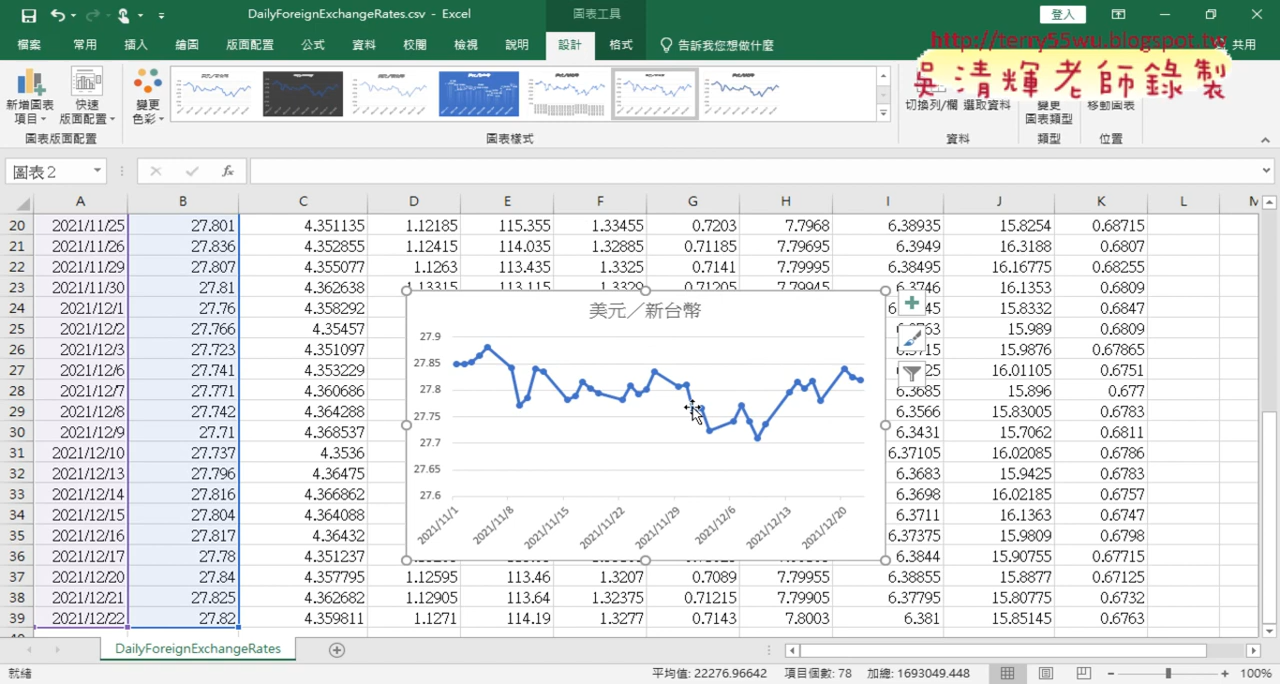 DailyForeignExchangeRates.csv - Excel
圖表工具
登入
檔案 常用 插入 繪圖 版面配置 公式 資料 校閱 檢視 說明 設計 格式 告訴我您想做什麼 共用
http://terry55wu.blogspot.tw
吳清輝老師錄製
新增圖表項目 快速版面配置 變更色彩 切換列/欄 選取資料 變更圖表類型 移動圖表
圖表版面配置 圖表樣式 資料 類型 位置
圖表 2 fx
A B C D E F G H I J K L M
20 2021/11/25 27.801 4.351135 1.12185 115.355 1.33455 0.7203 7.7968 6.38935 15.8254 0.68715
21 2021/11/26 27.836 4.352855 1.12415 114.035 1.32885 0.71185 7.79695 6.3949 16.3188 0.6807
22 2021/11/29 27.807 4.355077 1.1263 113.435 1.3325 0.7141 7.79995 6.38495 16.16775 0.68255
23 2021/11/30 27.81 4.362638 1.13315 113.115 1.3329 0.71205 7.79945 6.3746 16.1353 0.6809
24 2021/12/1 27.76 4.358292 15.8332 0.6847
25 2021/12/2 27.766 4.35457 15.989 0.6809
26 2021/12/3 27.723 4.351097 15.9876 0.67865
27 2021/12/6 27.741 4.353229 16.01105 0.6751
28 2021/12/7 27.771 4.360686 6.3685 15.896 0.677
29 2021/12/8 27.742 4.364288 6.3566 15.83005 0.6783
30 2021/12/9 27.71 4.368537 6.3431 15.7062 0.6811
31 2021/12/10 27.737 4.3536 6.37105 16.02085 0.6786
32 2021/12/13 27.796 4.36475 6.3683 15.9425 0.6783
33 2021/12/14 27.816 4.366862 6.3698 16.02185 0.6757
34 2021/12/15 27.804 4.364088 6.3711 16.1363 0.6747
35 2021/12/16 27.817 4.36432 6.37375 15.9809 0.6798
36 2021/12/17 27.78 4.351237 6.3844 15.90755 0.67715
37 2021/12/20 27.84 4.357795 1.12595 113.46 1.3207 0.7089 7.79955 6.38855 15.8877 0.67125
38 2021/12/21 27.825 4.362682 1.12905 113.64 1.32375 0.71215 7.79905 6.37795 15.80775 0.6732
39 2021/12/22 27.82 4.359811 1.1271 114.19 1.3277 0.7143 7.8003 6.381 15.85145 0.6763
美元／新台幣
27.9
27.85
27.8
27.75
27.7
27.65
27.6
2021/11/1 2021/11/8 2021/11/15 2021/11/22 2021/11/29 2021/12/6 2021/12/13 2021/12/20
DailyForeignExchangeRates
就緒 平均值: 22276.96642 項目個數: 78 加總: 1693049.448 100%